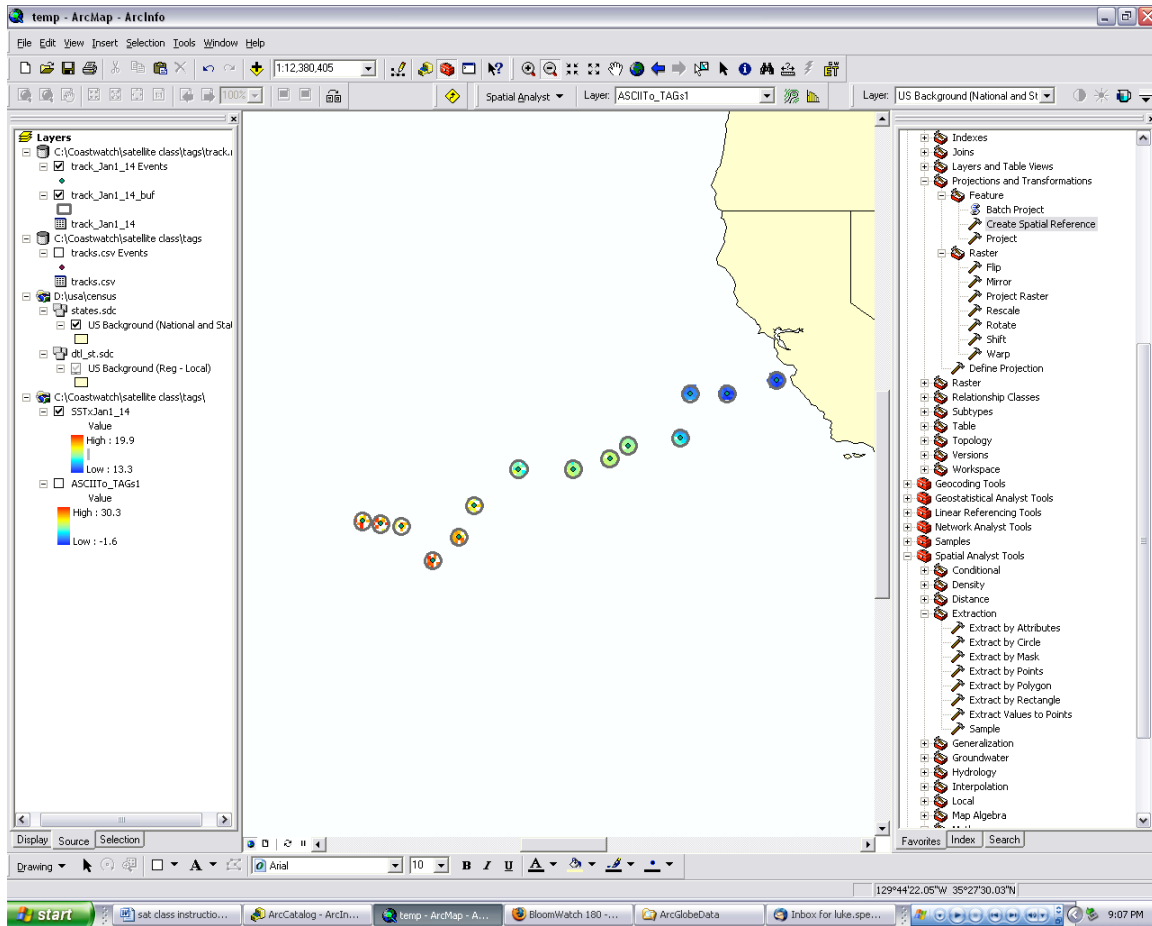 temp - ArcMap - ArcInfo
File Edit View Insert Selection Tools Window Help
1:12,380,405
100%
Spatial Analyst
Layer: ASCIITo_TAGs1
Layer: US Background (National and St
Layers
C:\Coastwatch\satellite class\tags\track.
track_Jan1_14 Events
track_Jan1_14_buf
track_Jan1_14
C:\Coastwatch\satellite class\tags
tracks.csv Events
tracks.csv
D:\usa\census
states.sdc
US Background (National and Sta
dtl_st.sdc
US Background (Reg - Local)
C:\Coastwatch\satellite class\tags\
SSTxJan1_14
Value
High : 19.9
Low : 13.3
ASCIITo_TAGs1
Value
High : 30.3
Low : -1.6
Display Source Selection
Indexes
Joins
Layers and Table Views
Projections and Transformations
Feature
Batch Project
Create Spatial Reference
Project
Raster
Flip
Mirror
Project Raster
Rescale
Rotate
Shift
Warp
Define Projection
Raster
Relationship Classes
Subtypes
Table
Topology
Versions
Workspace
Geocoding Tools
Geostatistical Analyst Tools
Linear Referencing Tools
Network Analyst Tools
Samples
Spatial Analyst Tools
Conditional
Density
Distance
Extraction
Extract by Attributes
Extract by Circle
Extract by Mask
Extract by Points
Extract by Polygon
Extract by Rectangle
Extract Values to Points
Sample
Generalization
Groundwater
Hydrology
Interpolation
Local
Map Algebra
Favorites Index Search
Drawing A Arial 10 B I U A
129°44'22.05"W 35°27'30.03"N
start
sat class instructio...
ArcCatalog - ArcIn...
temp - ArcMap - A...
BloomWatch 180 -...
ArcGlobeData
Inbox for luke.spe...
9:07 PM